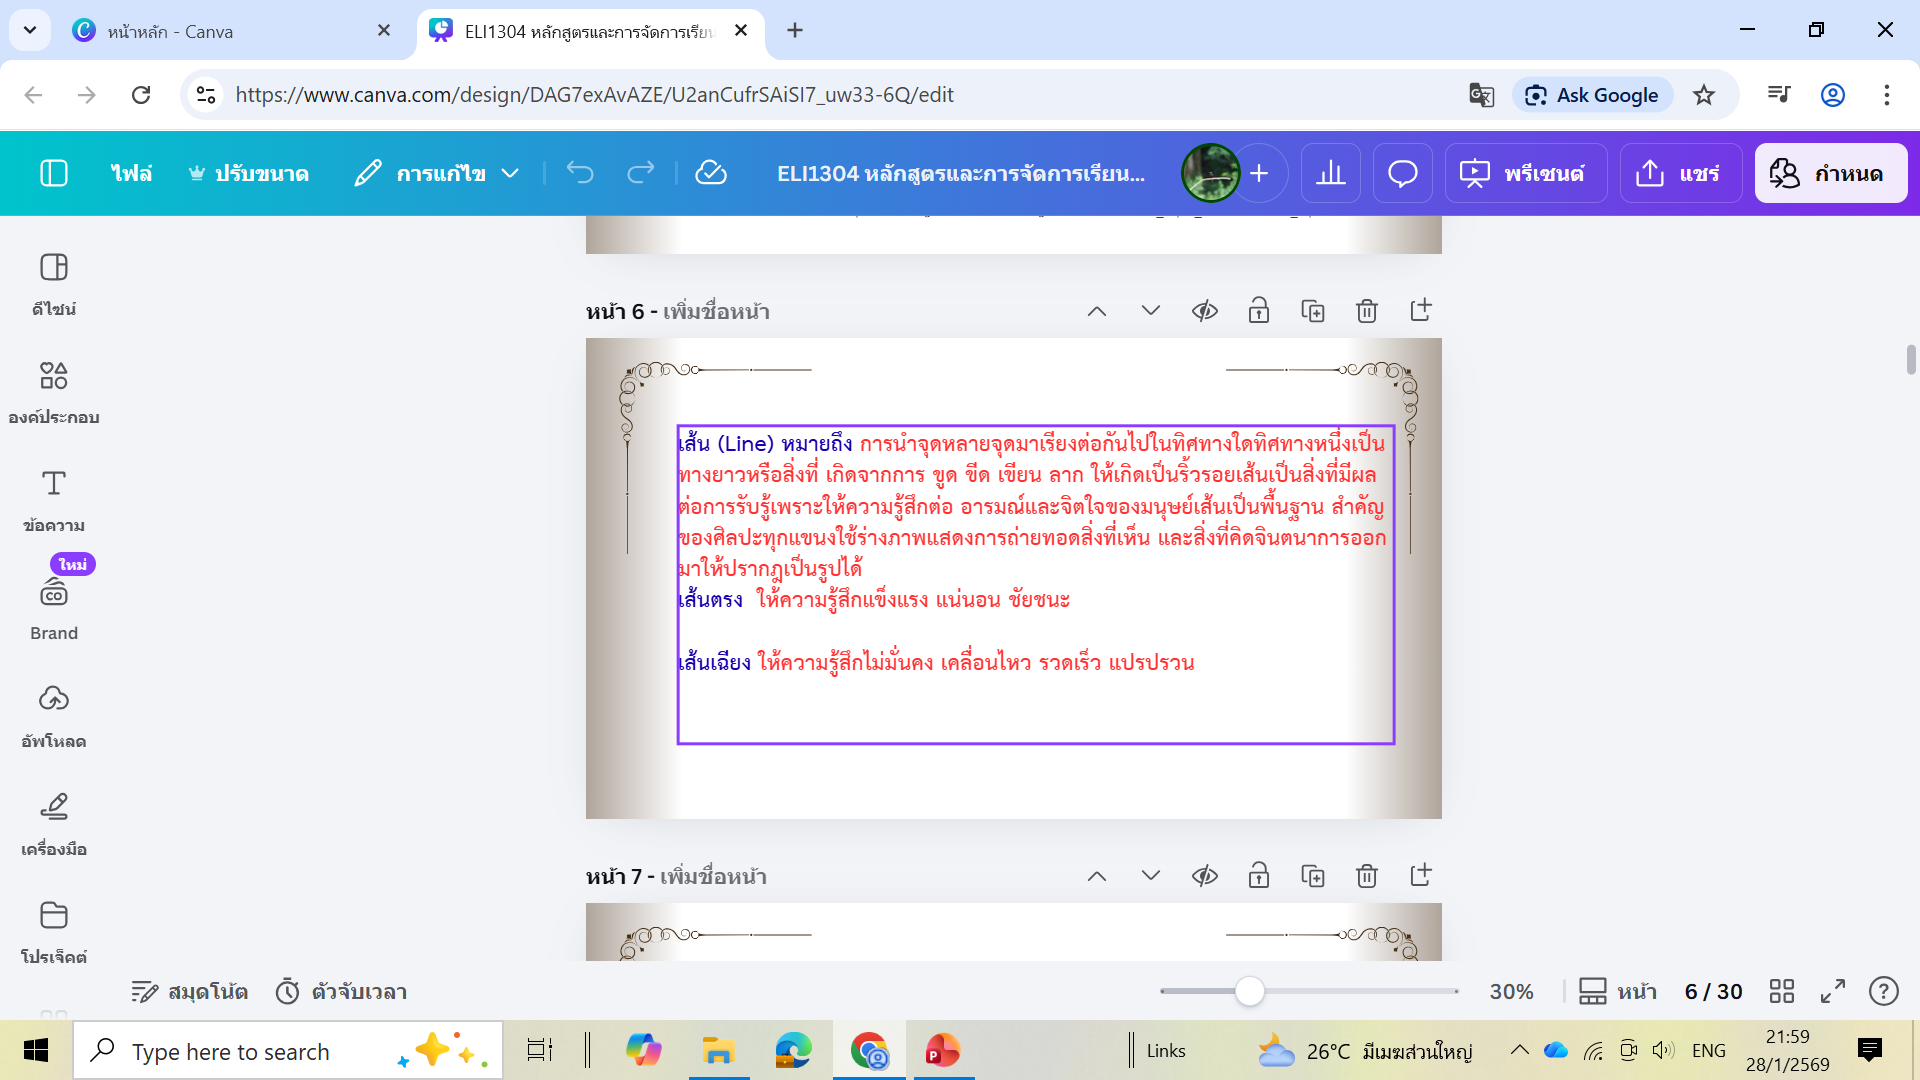 หน้าหลัก - Canva
ELI1304 หลักสูตรและการจัดการเรียน
https://www.canva.com/design/DAG7exAvAZE/U2anCufrSAiSI7_uw33-6Q/edit
Ask Google
ไฟล์
ปรับขนาด
การแก้ไข
ELI1304 หลักสูตรและการจัดการเรียน...
พรีเซนต์
แชร์
กำหนด
ดีไซน์
องค์ประกอบ
ข้อความ
ใหม่
Brand
อัพโหลด
เครื่องมือ
โปรเจ็คต์
หน้า 6 - เพิ่มชื่อหน้า
เส้น (Line) หมายถึง การนำจุดหลายจุดมาเรียงต่อกันไปในทิศทางใดทิศทางหนึ่งเป็น
ทางยาวหรือสิ่งที่ เกิดจากการ ขูด ขีด เขียน ลาก ให้เกิดเป็นริ้วรอยเส้นเป็นสิ่งที่มีผล
ต่อการรับรู้เพราะให้ความรู้สึกต่อ อารมณ์และจิตใจของมนุษย์เส้นเป็นพื้นฐาน สำคัญ
ของศิลปะทุกแขนงใช้ร่างภาพแสดงการถ่ายทอดสิ่งที่เห็น และสิ่งที่คิดจินตนาการออก
มาให้ปรากฎเป็นรูปได้
เส้นตรง ให้ความรู้สึกแข็งแรง แน่นอน ชัยชนะ
เส้นเฉียง ให้ความรู้สึกไม่มั่นคง เคลื่อนไหว รวดเร็ว แปรปรวน
หน้า 7 - เพิ่มชื่อหน้า
สมุดโน้ต
ตัวจับเวลา
30%
หน้า
6 / 30
Type here to search
Links
26°C มีเมฆส่วนใหญ่
ENG
21:59
28/1/2569